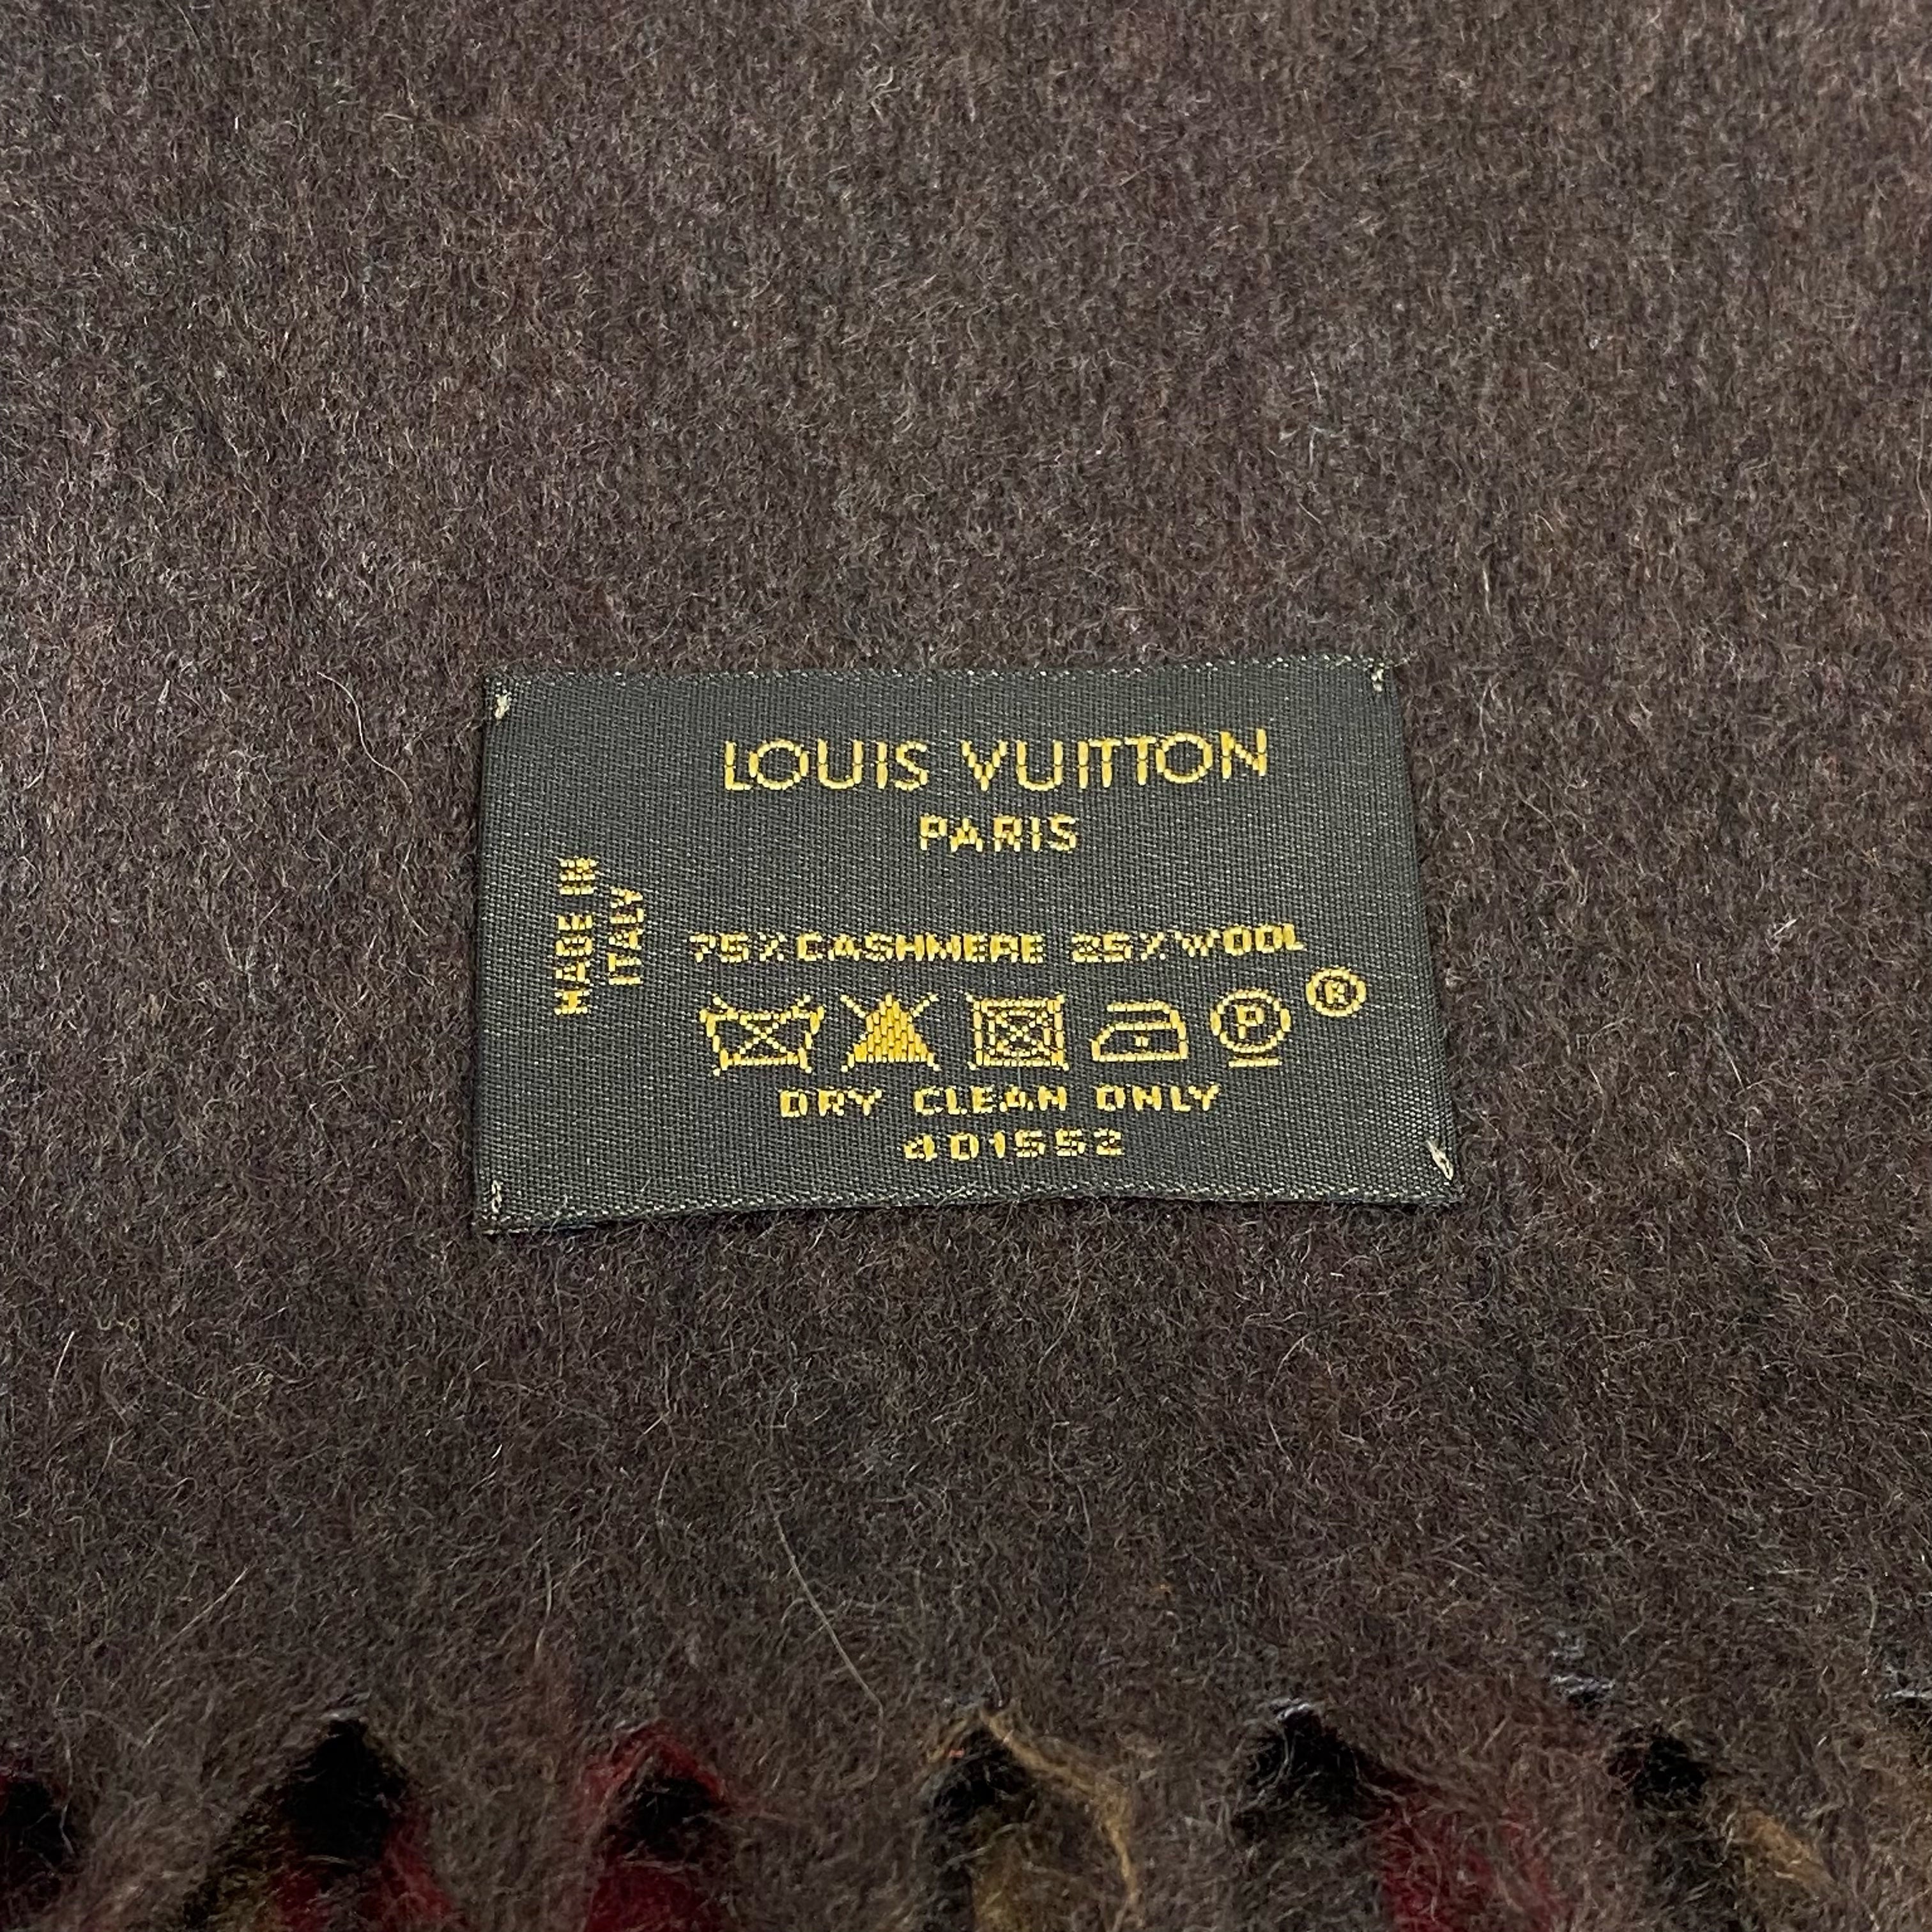 LOUIS VUITTON
PARIS
MADE IN
ITALY
75% CASHMERE 25% WOOL
P ®
DRY CLEAN ONLY
401552